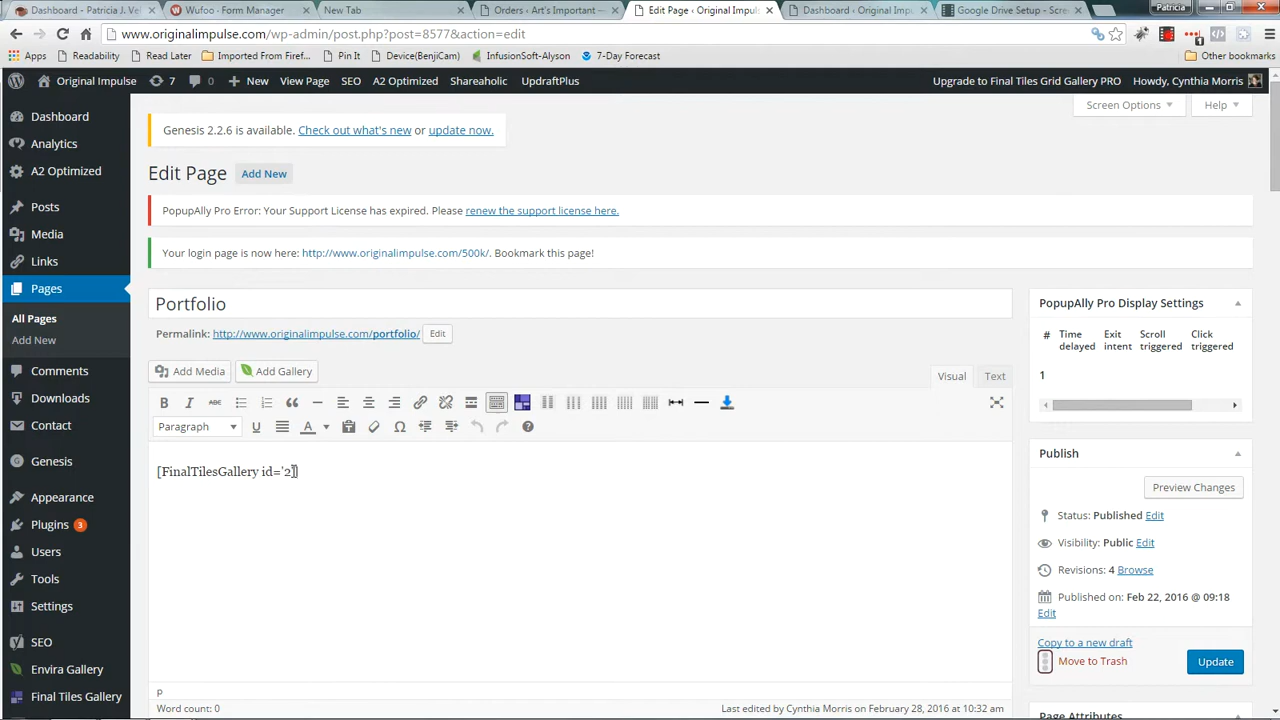 Dashboard - Patricia J. Ve
Wufoo - Form Manager
New Tab
Orders ‹ Art's Important —
Edit Page ‹ Original Impul
Dashboard ‹ Original Impu
Google Drive Setup - Scre
Patricia
www.originalimpulse.com/wp-admin/post.php?post=8577&action=edit
Apps
Readability
Read Later
Imported From Firef...
Pin It
Device(BenjiCam)
InfusionSoft-Alyson
7-Day Forecast
Other bookmarks
Original Impulse
7
0
New
View Page
SEO
A2 Optimized
Shareaholic
UpdraftPlus
Upgrade to Final Tiles Grid Gallery PRO
Howdy, Cynthia Morris
Screen Options
Help
Dashboard
Analytics
A2 Optimized
Posts
Media
Links
Pages
All Pages
Add New
Comments
Downloads
Contact
Genesis
Appearance
Plugins 3
Users
Tools
Settings
SEO
Envira Gallery
Final Tiles Gallery
Genesis 2.2.6 is available. Check out what's new or update now.
Edit Page
Add New
PopupAlly Pro Error: Your Support License has expired. Please renew the support license here.
Your login page is now here: http://www.originalimpulse.com/500k/. Bookmark this page!
Portfolio
Permalink: http://www.originalimpulse.com/portfolio/ Edit
Add Media
Add Gallery
Visual
Text
ABC
Paragraph
U
A
[FinalTilesGallery id='2']
p
Word count: 0
Last edited by Cynthia Morris on February 28, 2016 at 10:32 am
PopupAlly Pro Display Settings
# Time delayed Exit intent Scroll triggered Click triggered
1
Publish
Preview Changes
Status: Published Edit
Visibility: Public Edit
Revisions: 4 Browse
Published on: Feb 22, 2016 @ 09:18
Edit
Copy to a new draft
Move to Trash
Update
Page Attributes